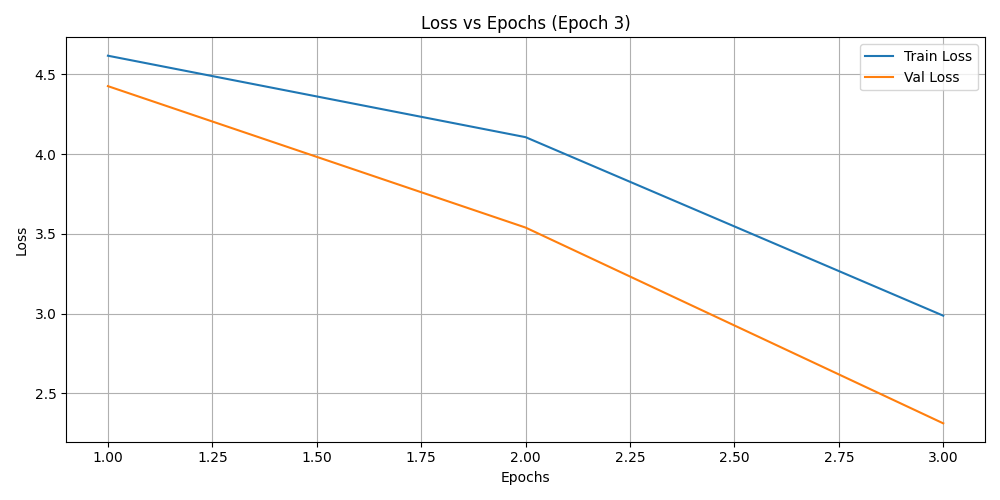 Loss vs Epochs (Epoch 3)
Train Loss
Val Loss
Loss
4.5
4.0
3.5
3.0
2.5
1.00 1.25 1.50 1.75 2.00 2.25 2.50 2.75 3.00
Epochs